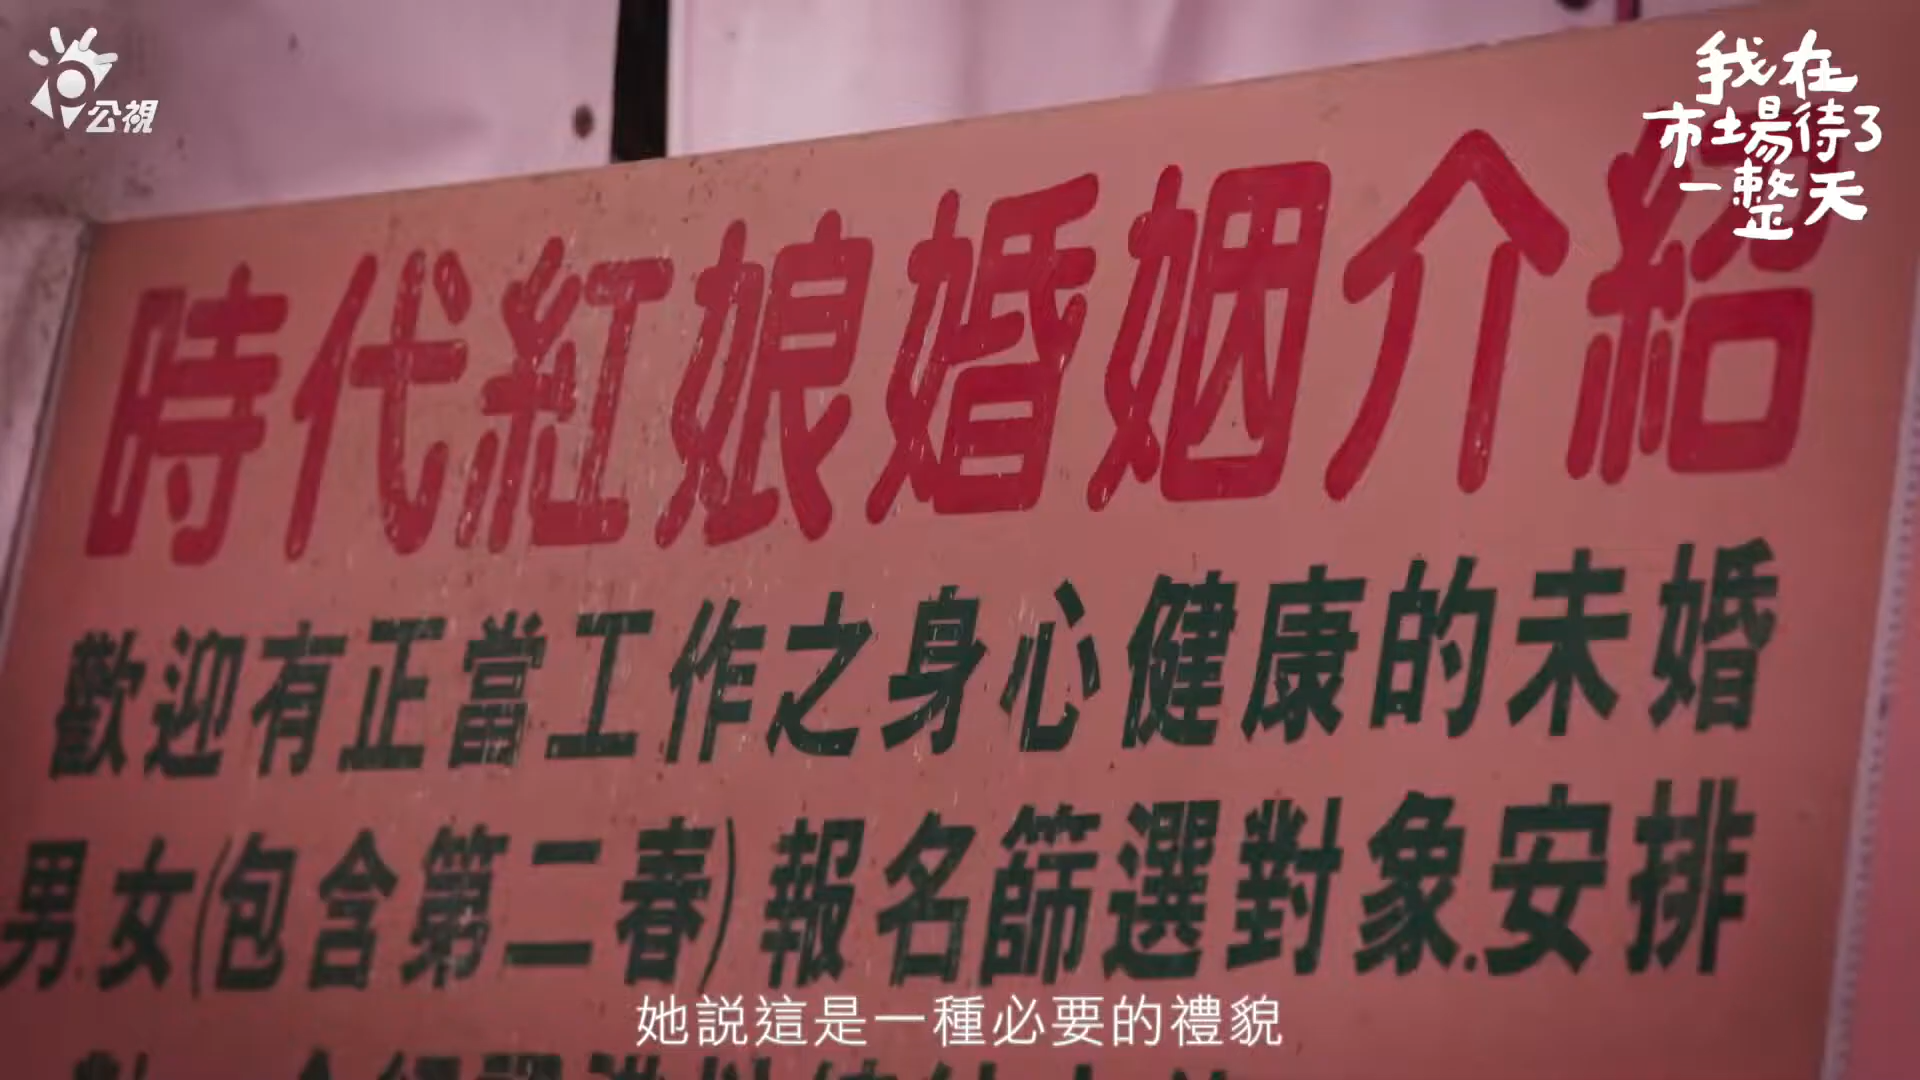 公視
我在
市場待了
一整天
時代紅娘婚姻介紹
歡迎有正當工作之身心健康的未婚
男.女(包含第二春)報名篩選對象.安排
她説這是一種必要的禮貌